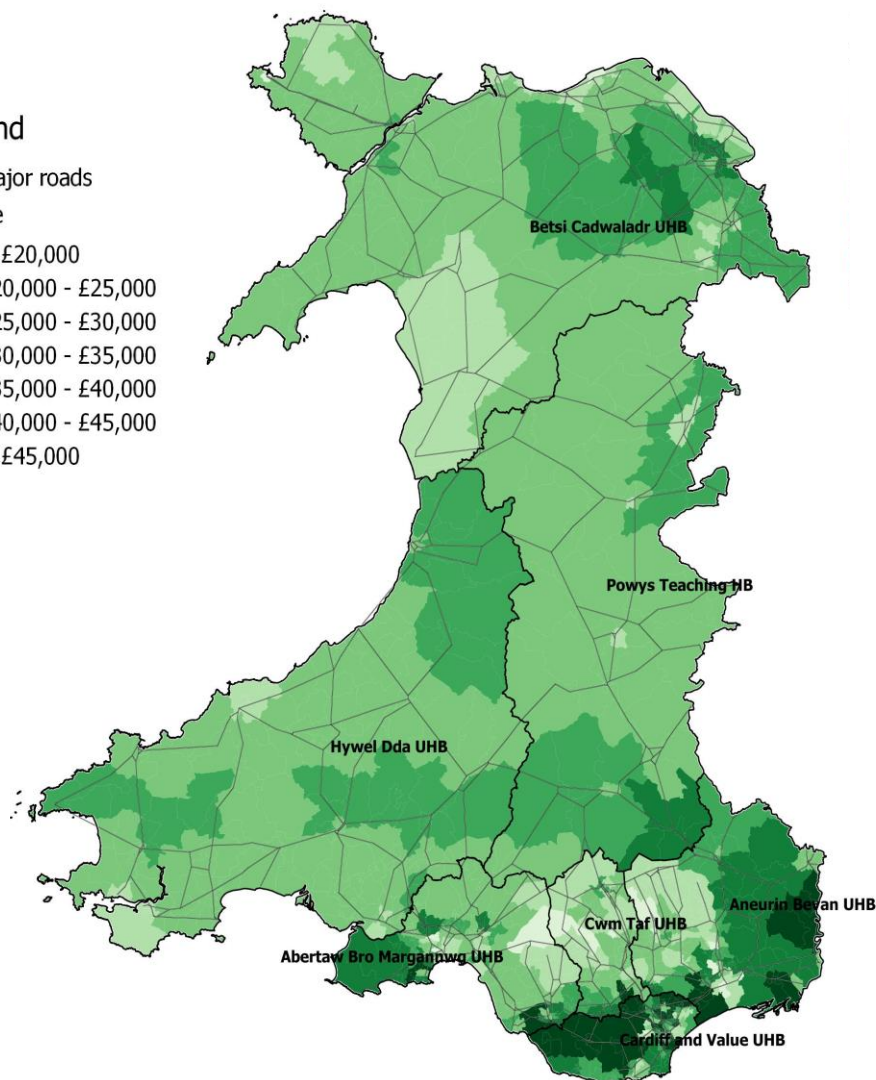 nd
ajor roads
e
£20,000
20,000 - £25,000
25,000 - £30,000
30,000 - £35,000
35,000 - £40,000
40,000 - £45,000
£45,000
Betsi Cadwaladr UHB
Powys Teaching HB
Hywel Dda UHB
Aneurin Bevan UHB
Cwm Taf UHB
Abertaw Bro Margannwg UHB
Cardiff and Value UHB